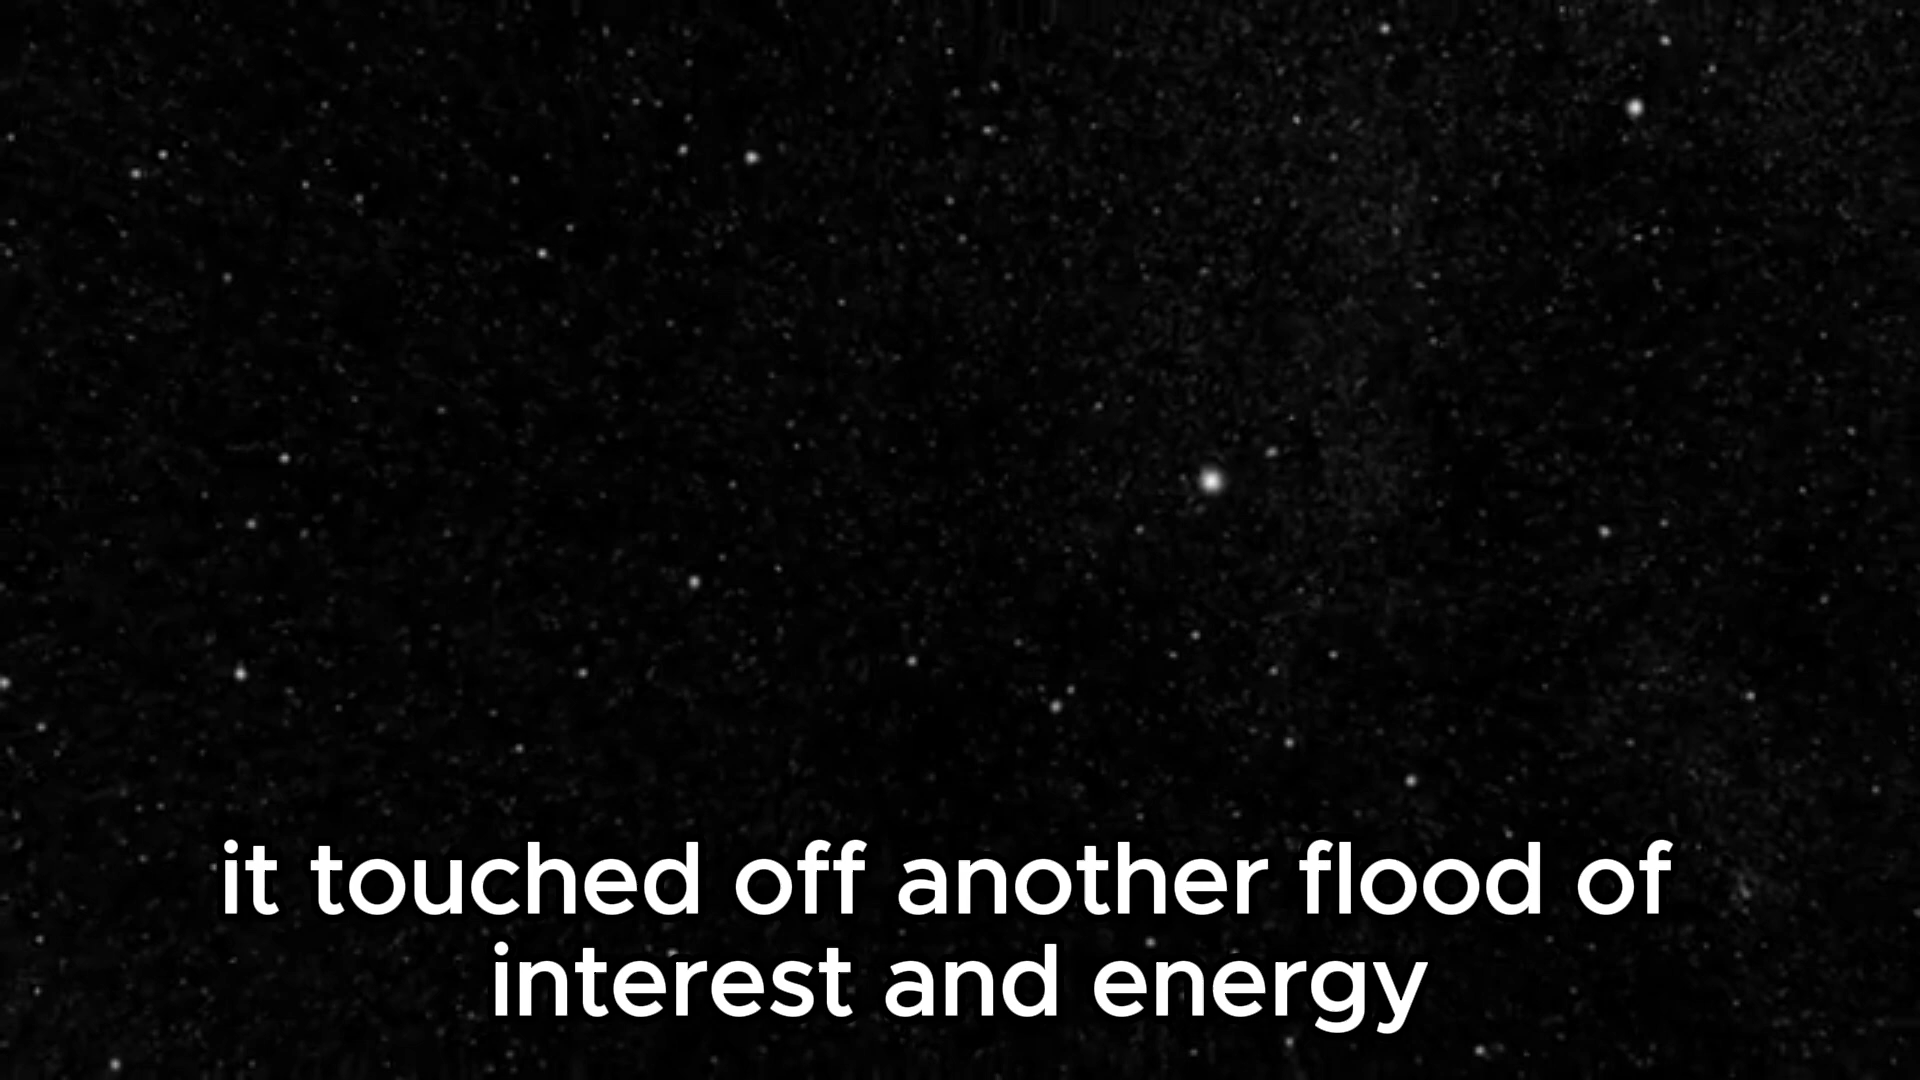 it touched off another flood of
interest and energy